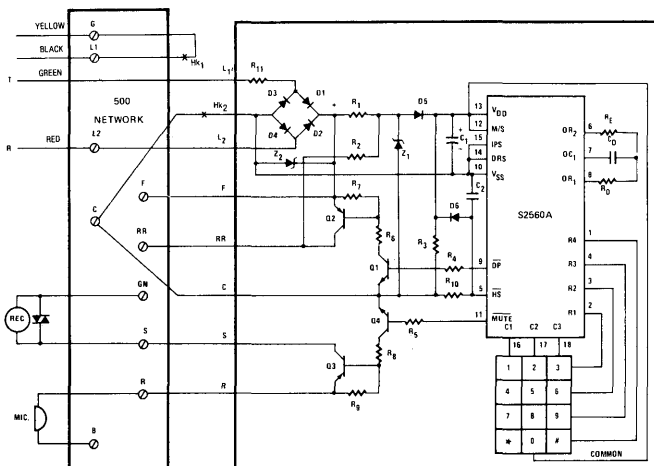 YELLOW G
BLACK L1
GREEN
T
Hk1
500
NETWORK
Hk2
RED L2
R
F
C
RR
GN
REC
S
R
MIC.
B
L1'
R11
D3 D1
D4 D2
L2
Z2
+
R1
R2
D5
Z1
+
C1
-
C2
F
R7
Q2
R6
RR
Q1
D6
R3
R4
R10
C
Q4
R5
S
Q3
R8
R
R9
13 VDD
12 M/S
15 IPS
14 DRS
10 VSS
S2560A
9 DP
5 HS
11 MUTE
OR2 6 RE
OC1 7 CD
OR1 8 RD
R4 1
R3 4
R2 3
R1 2
C1 C2 C3
16 17 18
1 2 3
4 5 6
7 8 9
* 0 #
COMMON